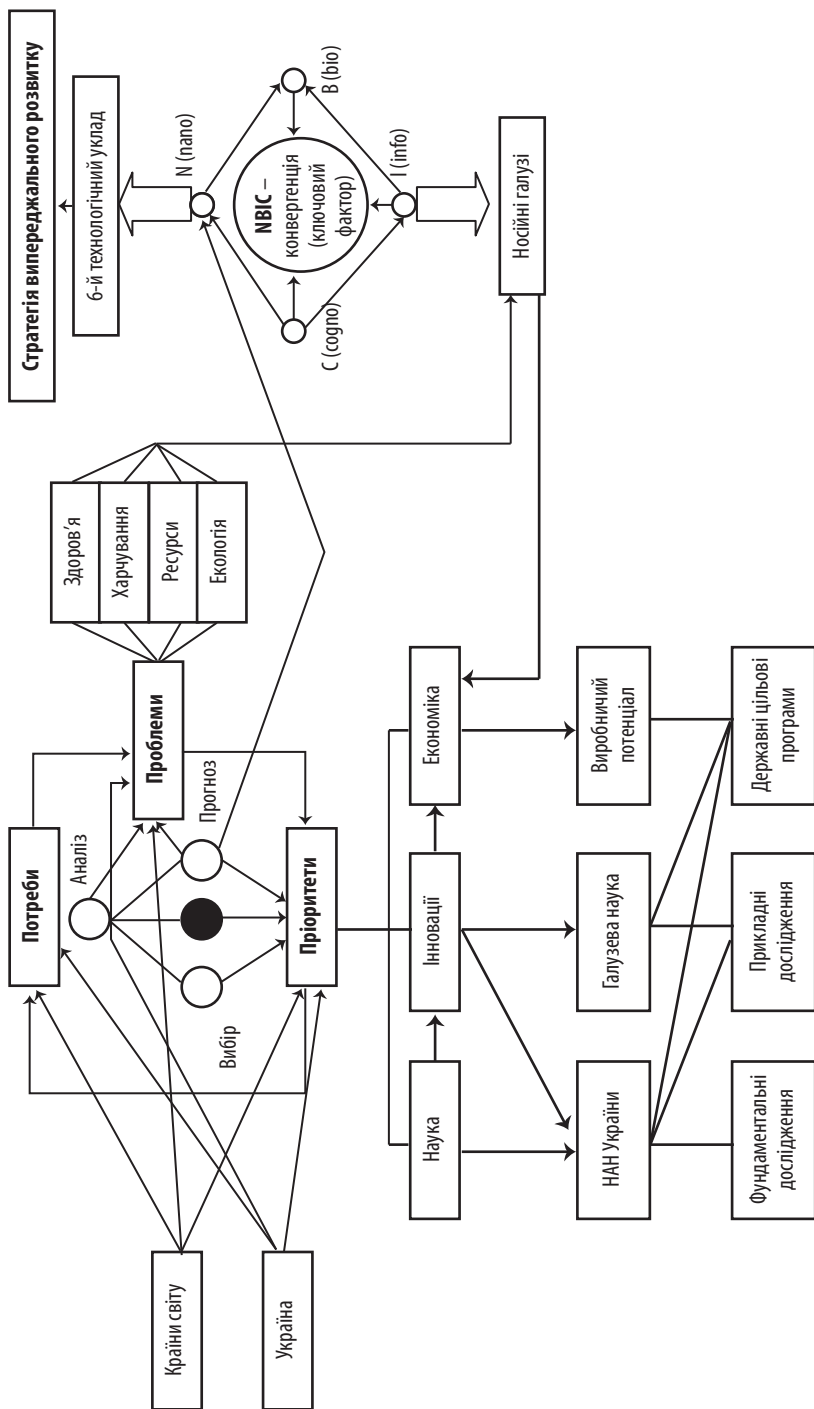 Країни світу
Україна
Потреби
Аналіз
Проблеми
Прогноз
Вибір
Пріоритети
Здоров'я
Харчування
Ресурси
Екологія
Стратегія випереджального розвитку
6-й технологічний уклад
N (nano)
B (bio)
NBIC –
конвергенція
(ключовий
фактор)
C (cogno)
I (info)
Носійні галузі
Наука
Інновації
Економіка
НАН України
Галузева наука
Виробничий
потенціал
Фундаментальні
дослідження
Прикладні
дослідження
Державні цільові
програми